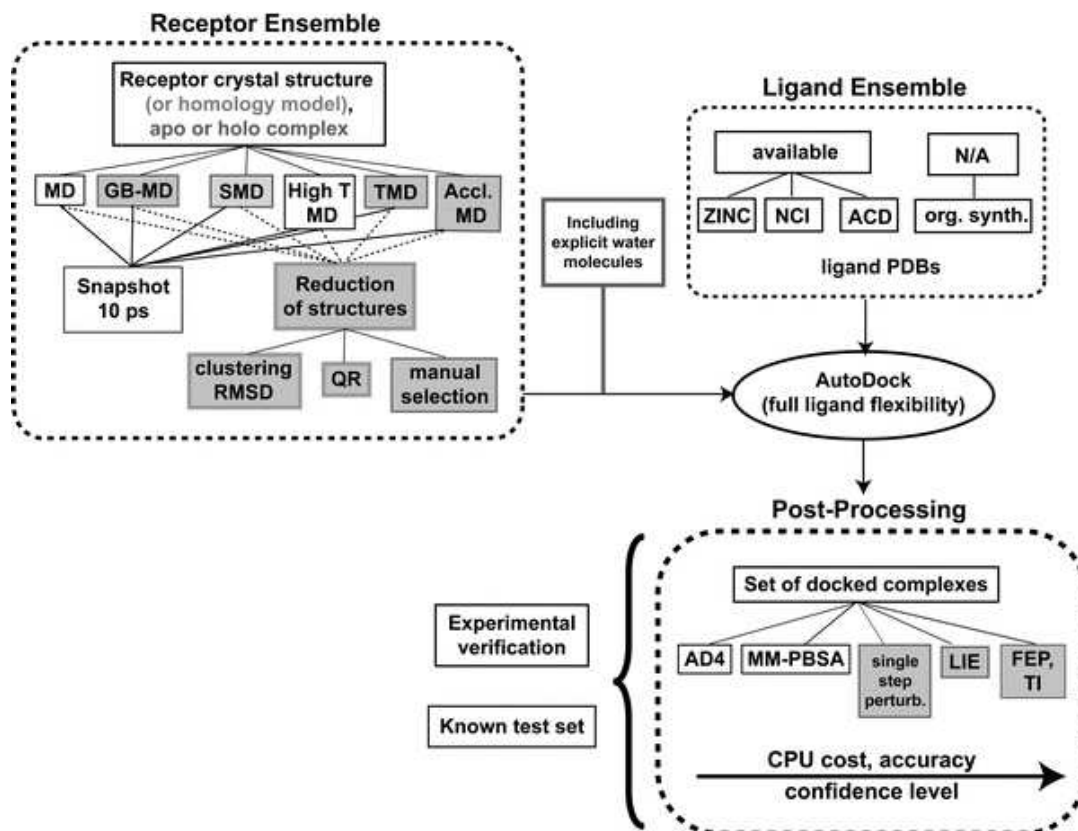 Receptor Ensemble
Receptor crystal structure
(or homology model),
apo or holo complex
MD
GB-MD
SMD
High T
MD
TMD
Accl.
MD
Snapshot
10 ps
Reduction
of structures
clustering
RMSD
QR
manual
selection
Including
explicit water
molecules
Ligand Ensemble
available
N/A
ZINC
NCI
ACD
org. synth.
ligand PDBs
AutoDock
(full ligand flexibility)
Post-Processing
Experimental
verification
Known test set
Set of docked complexes
AD4
MM-PBSA
single
step
perturb.
LIE
FEP,
TI
CPU cost, accuracy
confidence level